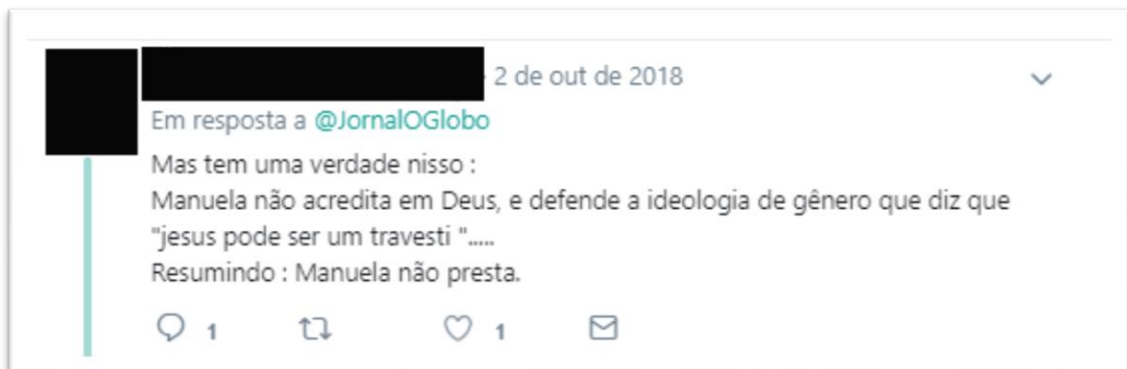 2 de out de 2018
Em resposta a @JornalOGlobo
Mas tem uma verdade nisso :
Manuela não acredita em Deus, e defende a ideologia de gênero que diz que
"jesus pode ser um travesti ".....
Resumindo : Manuela não presta.
1 1